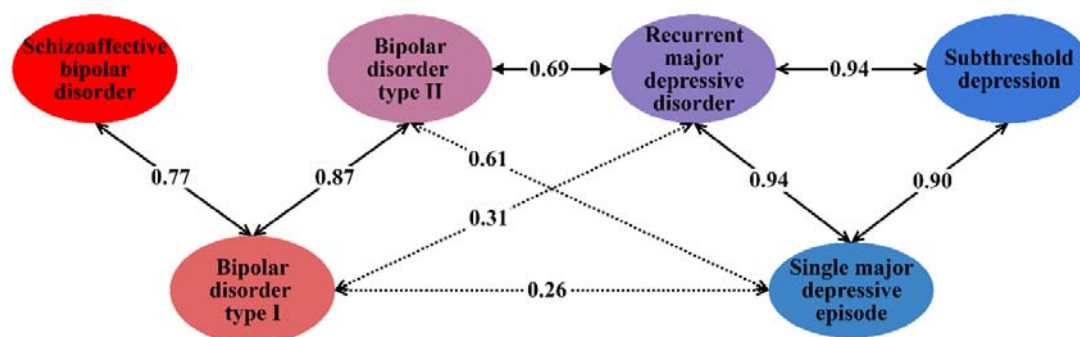 Schizoaffective
bipolar
disorder
Bipolar
disorder
type II
0.69
Recurrent
major
depressive
disorder
0.94
Subthreshold
depression
0.77
0.87
0.61
0.31
0.94
0.90
Bipolar
disorder
type I
0.26
Single major
depressive
episode